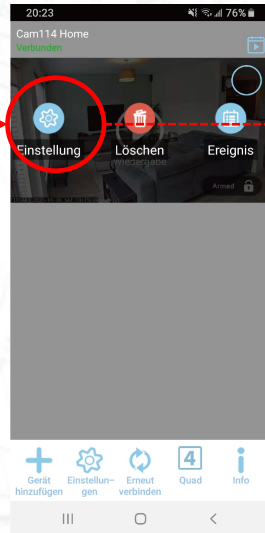 20:23 76%
Cam114 Home
Verbunden
Einstellung Löschen Ereignis
Wiedergabe
Armed
Gerät hinzufügen
Einstellun-
gen
Erneut
verbinden
4
Quad
Info